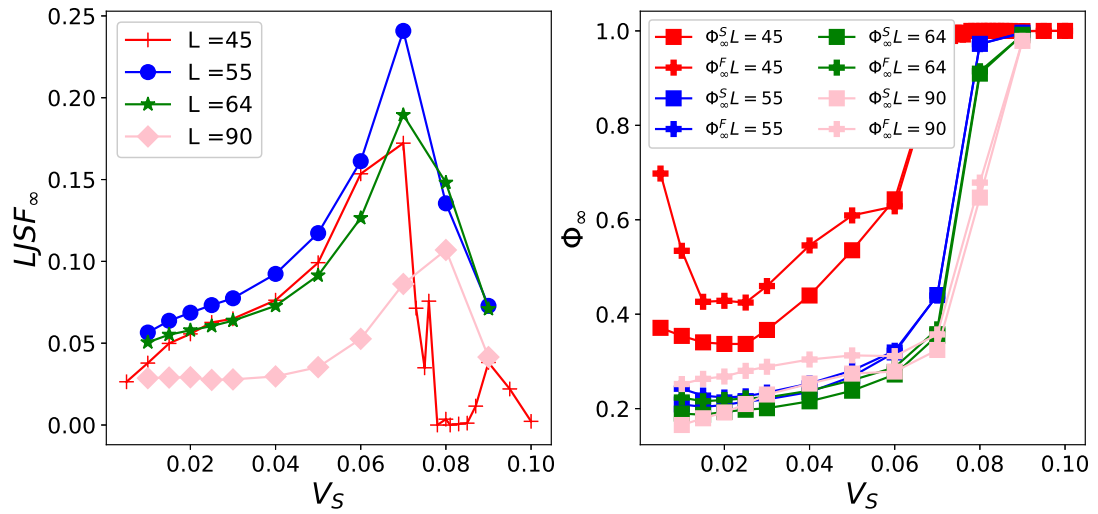 0.25
0.20
0.15
0.10
0.05
0.00
LJSF∞
L =45
L =55
L =64
L =90
0.02 0.04 0.06 0.08 0.10
V_S
1.0
0.8
0.6
0.4
0.2
Φ∞
Φ^S_∞ L = 45
Φ^F_∞ L = 45
Φ^S_∞ L = 55
Φ^F_∞ L = 55
Φ^S_∞ L = 64
Φ^F_∞ L = 64
Φ^S_∞ L = 90
Φ^F_∞ L = 90
0.02 0.04 0.06 0.08 0.10
V_S